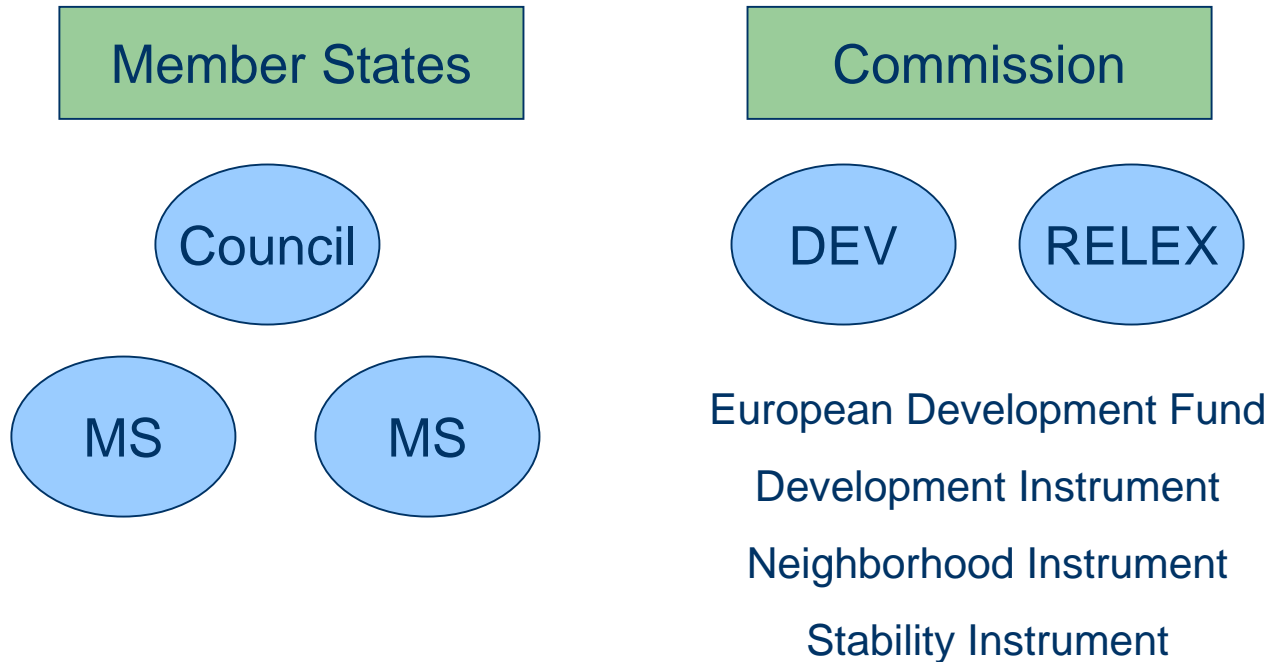 Member States
Commission
Council
DEV
RELEX
MS
MS
European Development Fund
Development Instrument
Neighborhood Instrument
Stability Instrument